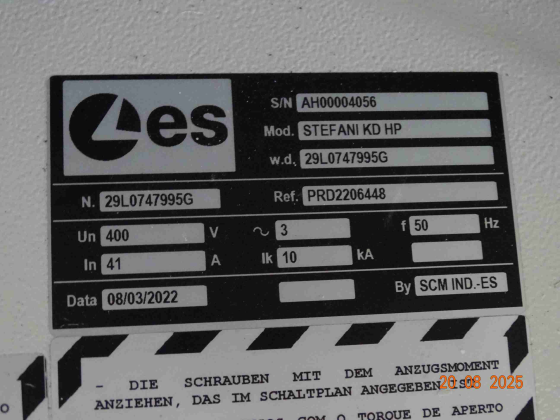 es
S/N AH00004056
Mod. STEFANI KD HP
w.d. 29L0747995G
N. 29L0747995G Ref. PRD2206448
Un 400 V ~ 3 f 50 Hz
In 41 A Ik 10 kA
Data 08/03/2022 By SCM IND.-ES
- DIE SCHRAUBEN MIT DEM ANZUGSMOMENT
ANZIEHEN, DAS IM SCHALTPLAN ANGEGEBEN IST
COM O TORQUE DE APERTO
20 08 2025